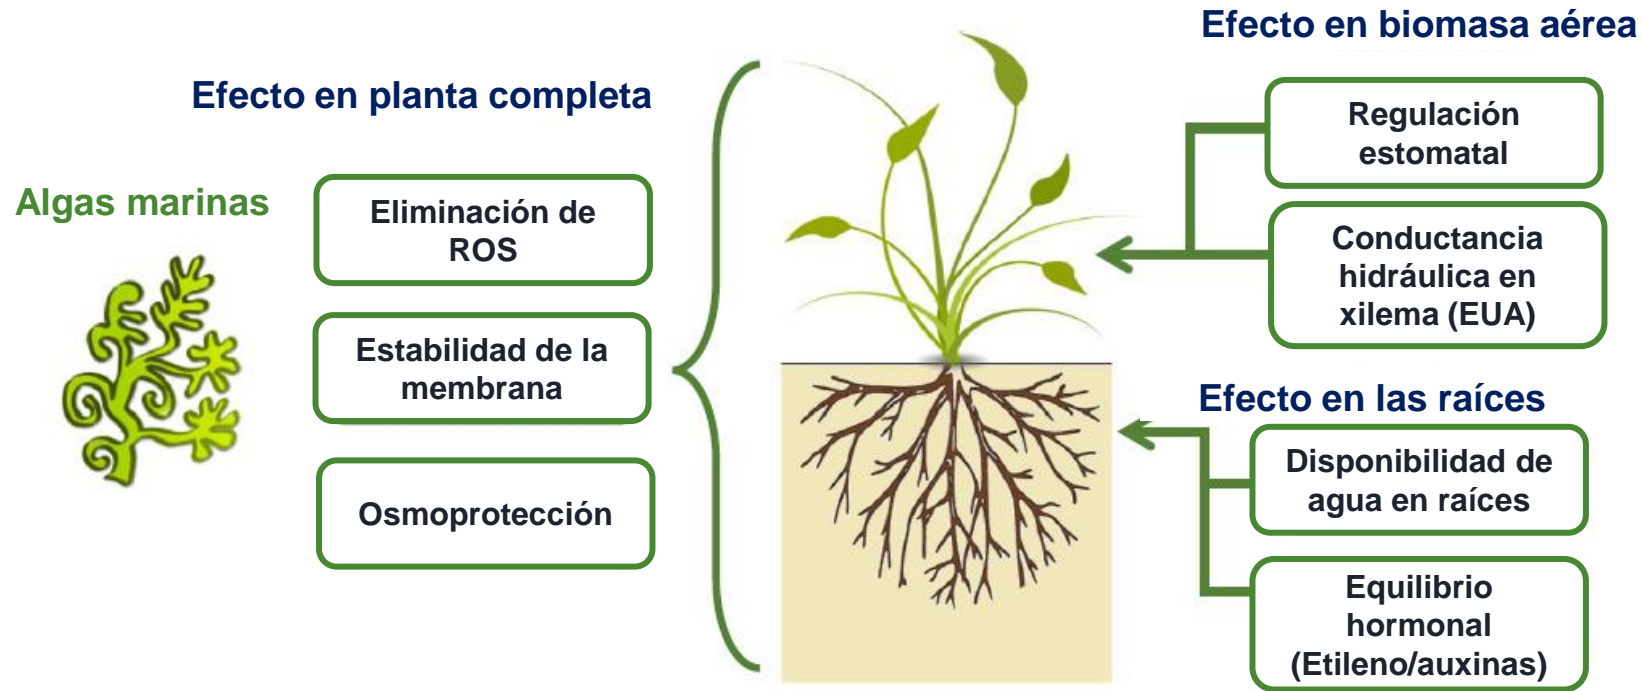 Efecto en biomasa aérea
Efecto en planta completa
Algas marinas
Eliminación de
ROS
Estabilidad de la
membrana
Osmoprotección
Regulación
estomatal
Conductancia
hidráulica en
xilema (EUA)
Efecto en las raíces
Disponibilidad de
agua en raíces
Equilibrio
hormonal
(Etileno/auxinas)